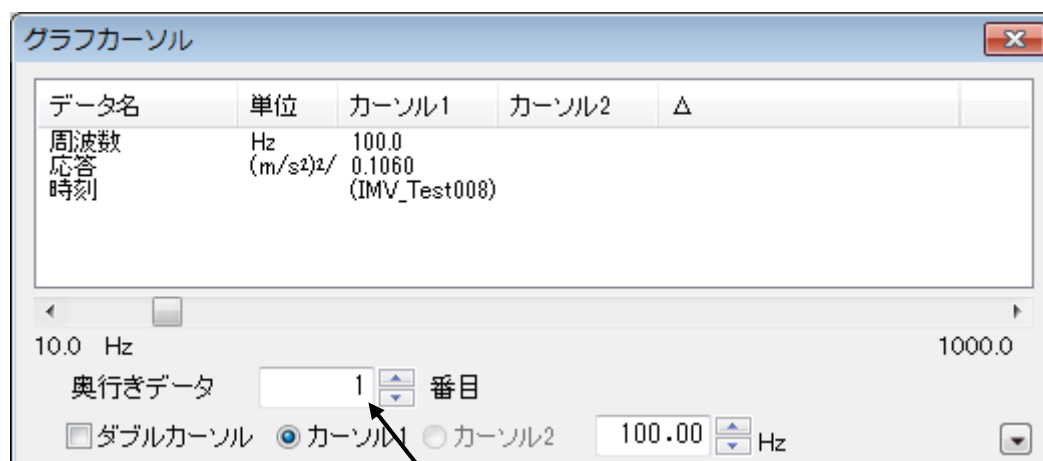 グラフカーソル
データ名 単位 カーソル1 カーソル2 Δ
周波数 Hz 100.0
応答 (m/s²)²/ 0.1060
時刻 (IMV_Test008)
10.0 Hz 1000.0
奥行きデータ 1 番目
ダブルカーソル カーソル1 カーソル2 100.00 Hz